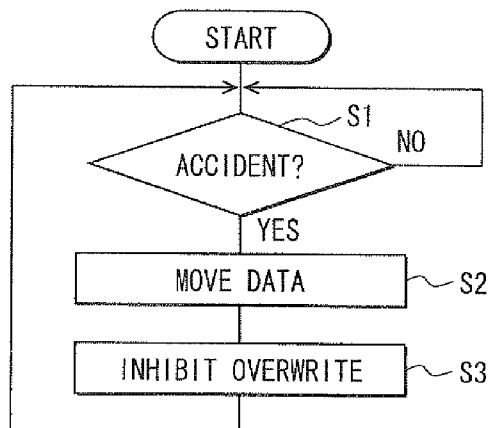 START
S1
NO
ACCIDENT?
YES
MOVE DATA
S2
INHIBIT OVERWRITE
S3